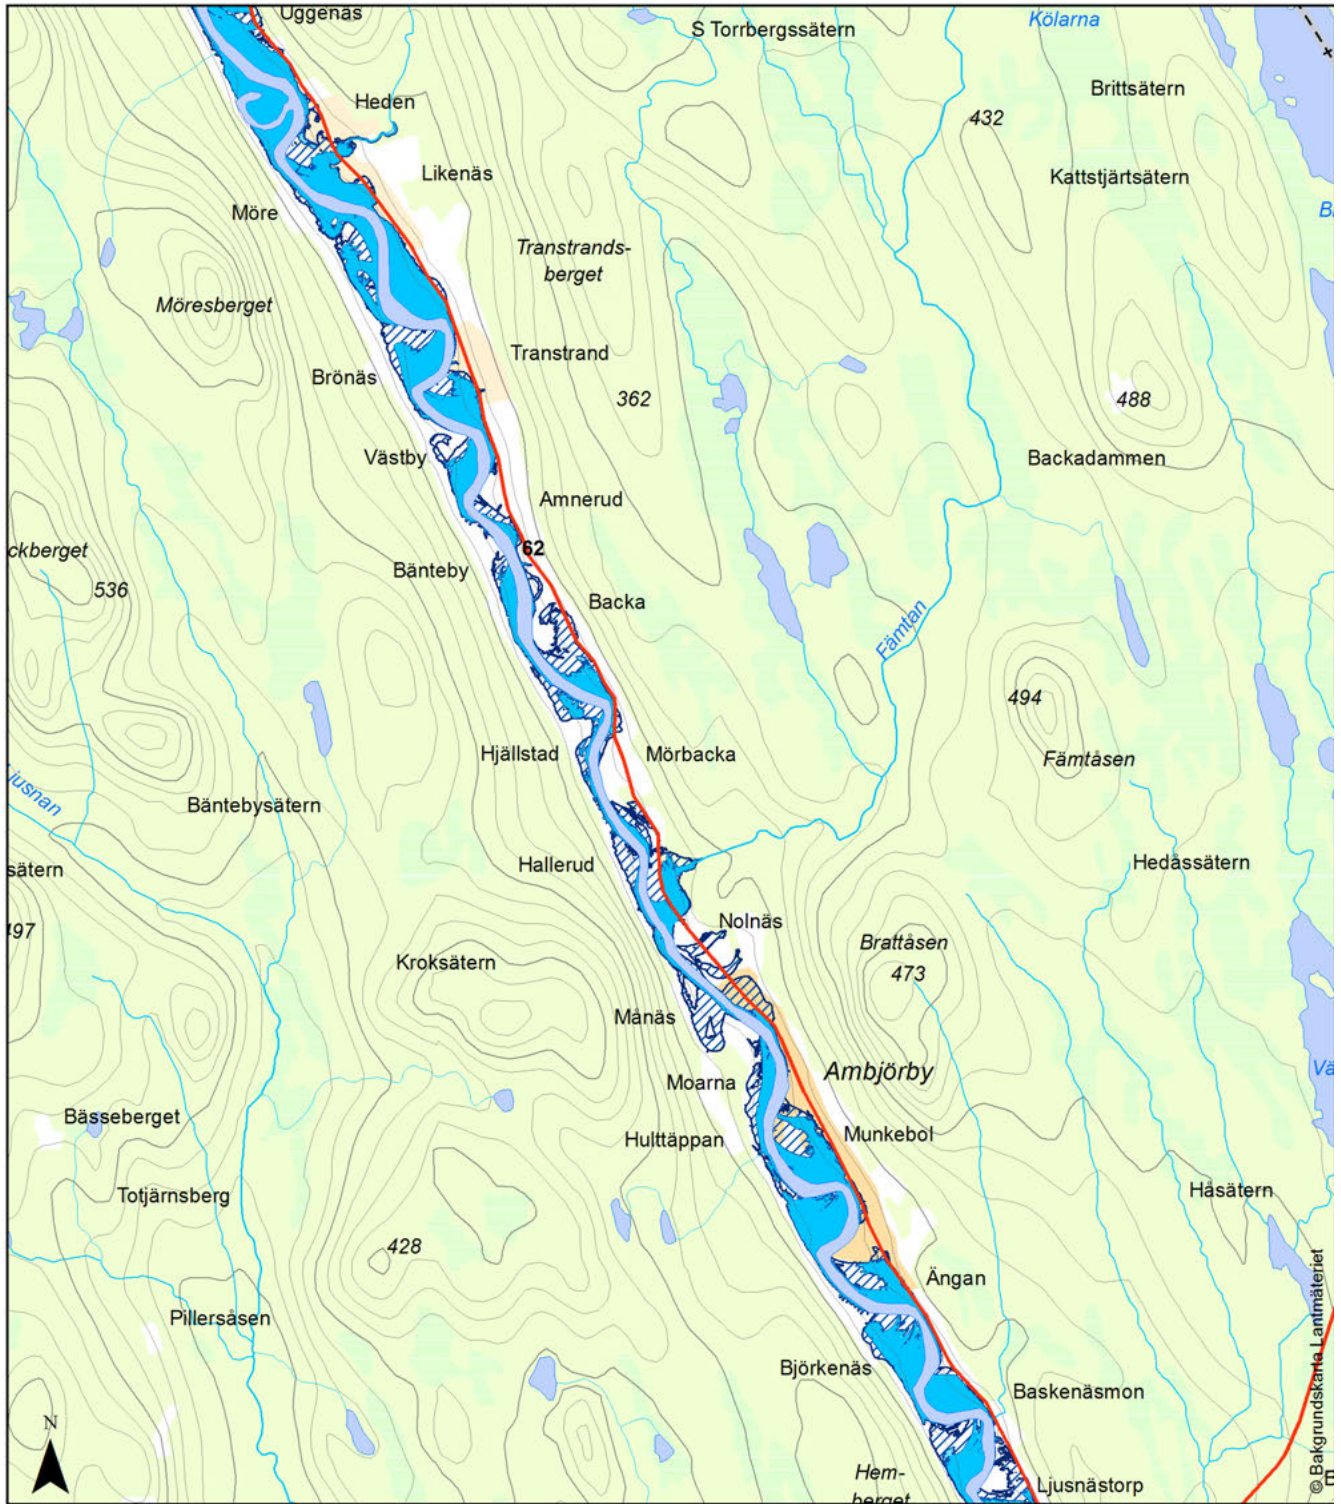 Uggenäs
S Torrbergssätern
Kölarna
Brittsätern
Heden
432
Likenäs
Kattstjärtsätern
Möre
Transtrands-
berget
Möresberget
Transtrand
Brönäs
362
488
Västby
Backadammen
Amnerud
62
ckberget
Bänteby
536
Backa
Fämtan
494
Hjällstad
Mörbacka
Fämtåsen
Ljusnan
Bäntebysätern
Hallerud
Hedåssätern
sätern
Nolnäs
497
Brattåsen
473
Kroksätern
Månäs
Vä
Ambjörby
Moarna
Bässeberget
Munkebol
Hulttäppan
Totjärnsberg
Håsätern
428
Ängan
Pillersåsen
Björkenäs
Baskenäsmon
N
Hem-
berget
Ljusnästorp
© Bakgrundskarta Lantmäteriet